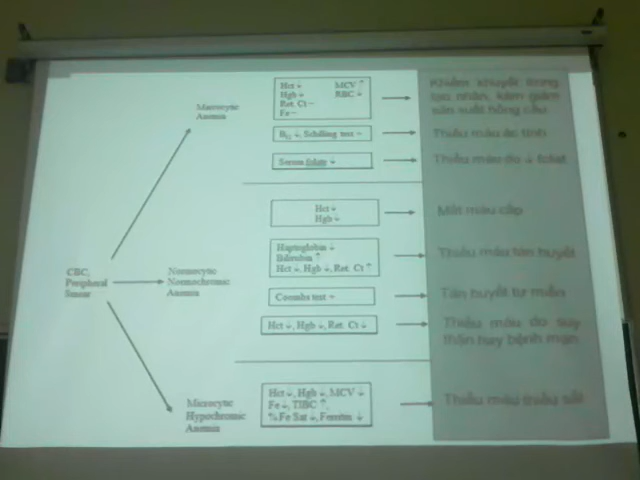 Hct ↓ MCV ↑
Hgb ↓ RBC ↓
Ret. Ct −
Fe −
Khiếm khuyết trong
tạo nhân, kèm giảm
sản xuất hồng cầu
Macrocytic
Anemia
B12 ↓, Schilling test
Thiếu máu ác tính
Serum folate ↓
Thiếu máu do ↓ folat
Hct ↓
Hgb ↓
Mất máu cấp
CBC,
Peripheral
Smear
Normocytic
Normochromic
Anemia
Haptoglobin ↓
Bilirubin ↑
Hct ↓, Hgb ↓, Ret. Ct ↑
Thiếu máu tán huyết
Coombs test +
Tán huyết tự miễn
Hct ↓, Hgb ↓, Ret. Ct ↓
Thiếu máu do suy
thận hay bệnh mạn
Microcytic
Hypochromic
Anemia
Hct ↓, Hgb ↓, MCV ↓
Fe ↓, TIBC ↑,
% Fe Sat ↓, Ferritin ↓
Thiếu máu thiếu sắt